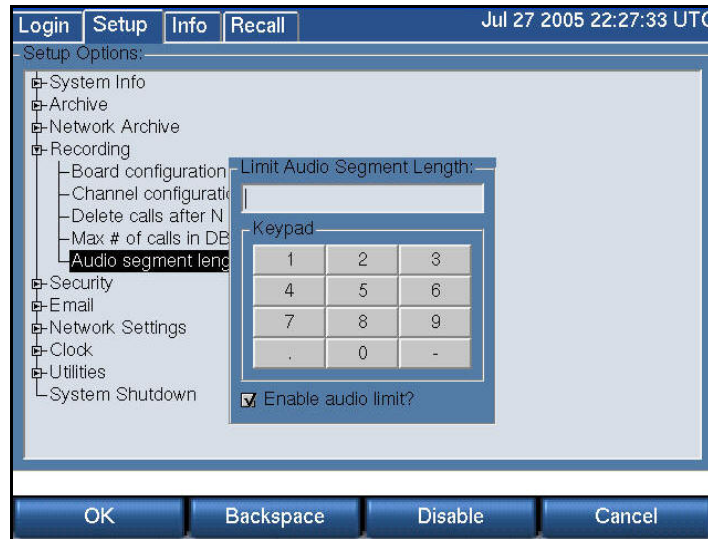 Login Setup Info Recall Jul 27 2005 22:27:33 UTC
Setup Options:
System Info
Archive
Network Archive
Recording
Board configuration
Channel configurati
Delete calls after N
Max # of calls in DB
Audio segment leng
Security
Email
Network Settings
Clock
Utilities
System Shutdown
Limit Audio Segment Length:
Keypad
1 2 3
4 5 6
7 8 9
. 0 -
Enable audio limit?
OK Backspace Disable Cancel